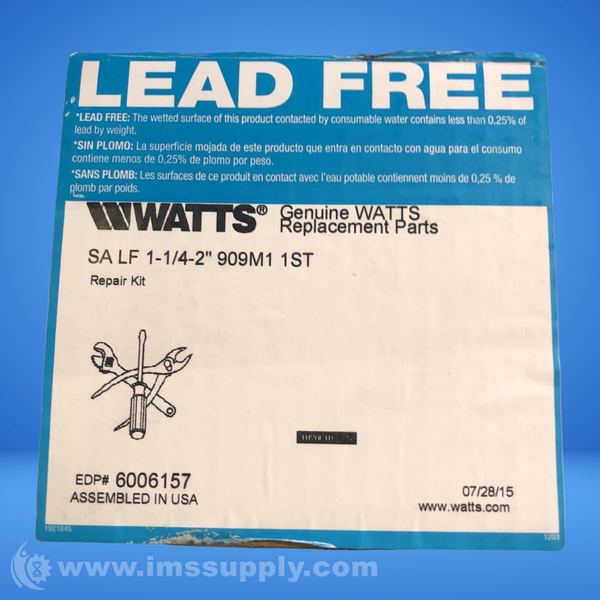 LEAD FREE
*LEAD FREE: The wetted surface of this product contacted by consumable water contains less than 0.25% of
lead by weight.
*SIN PLOMO: La superficie mojada de este producto que entra en contacto con agua para el consumo
contiene menos de 0,25% de plomo por peso.
*SANS PLOMB: Les surfaces de ce produit en contact avec l'eau potable contiennent moins de 0,25 % de
plomb par poids.
WATTS® Genuine WATTS
Replacement Parts
SA LF 1-1/4-2" 909M1 1ST
Repair Kit
EDP# 6006157
ASSEMBLED IN USA
07/28/15
www.watts.com
1921845
1203
www.imssupply.com